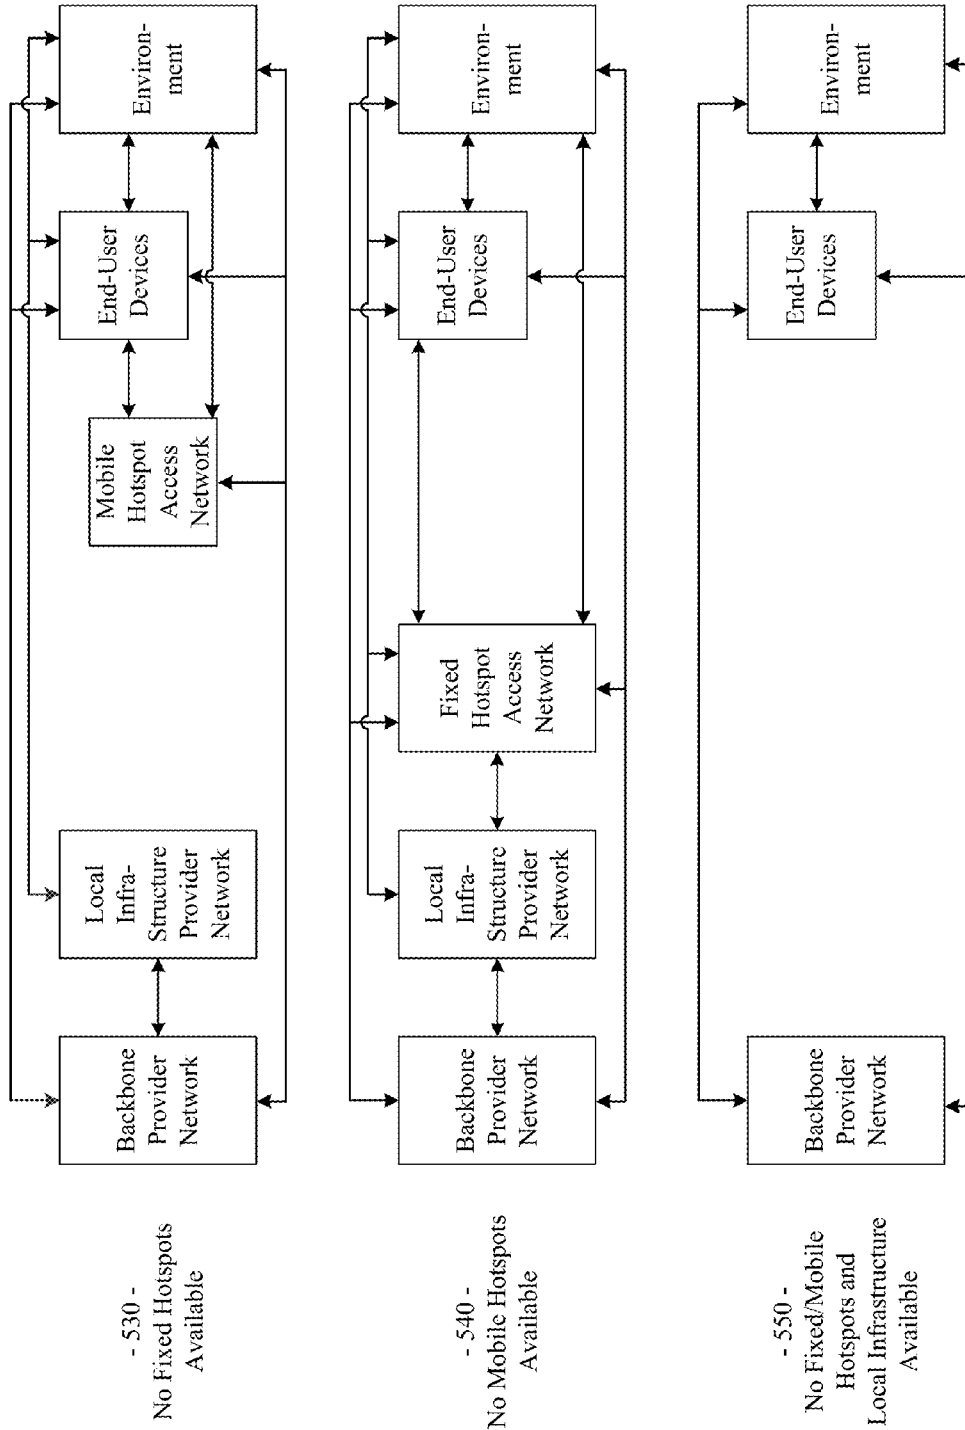 - 530 -
No Fixed Hotspots
Available
Backbone
Provider
Network
Local
Infra-
Structure
Provider
Network
Mobile
Hotspot
Access
Network
End-User
Devices
Environ-
ment
- 540 -
No Mobile Hotspots
Available
Backbone
Provider
Network
Local
Infra-
Structure
Provider
Network
Fixed
Hotspot
Access
Network
End-User
Devices
Environ-
ment
- 550 -
No Fixed/Mobile
Hotspots and
Local Infrastructure
Available
Backbone
Provider
Network
End-User
Devices
Environ-
ment